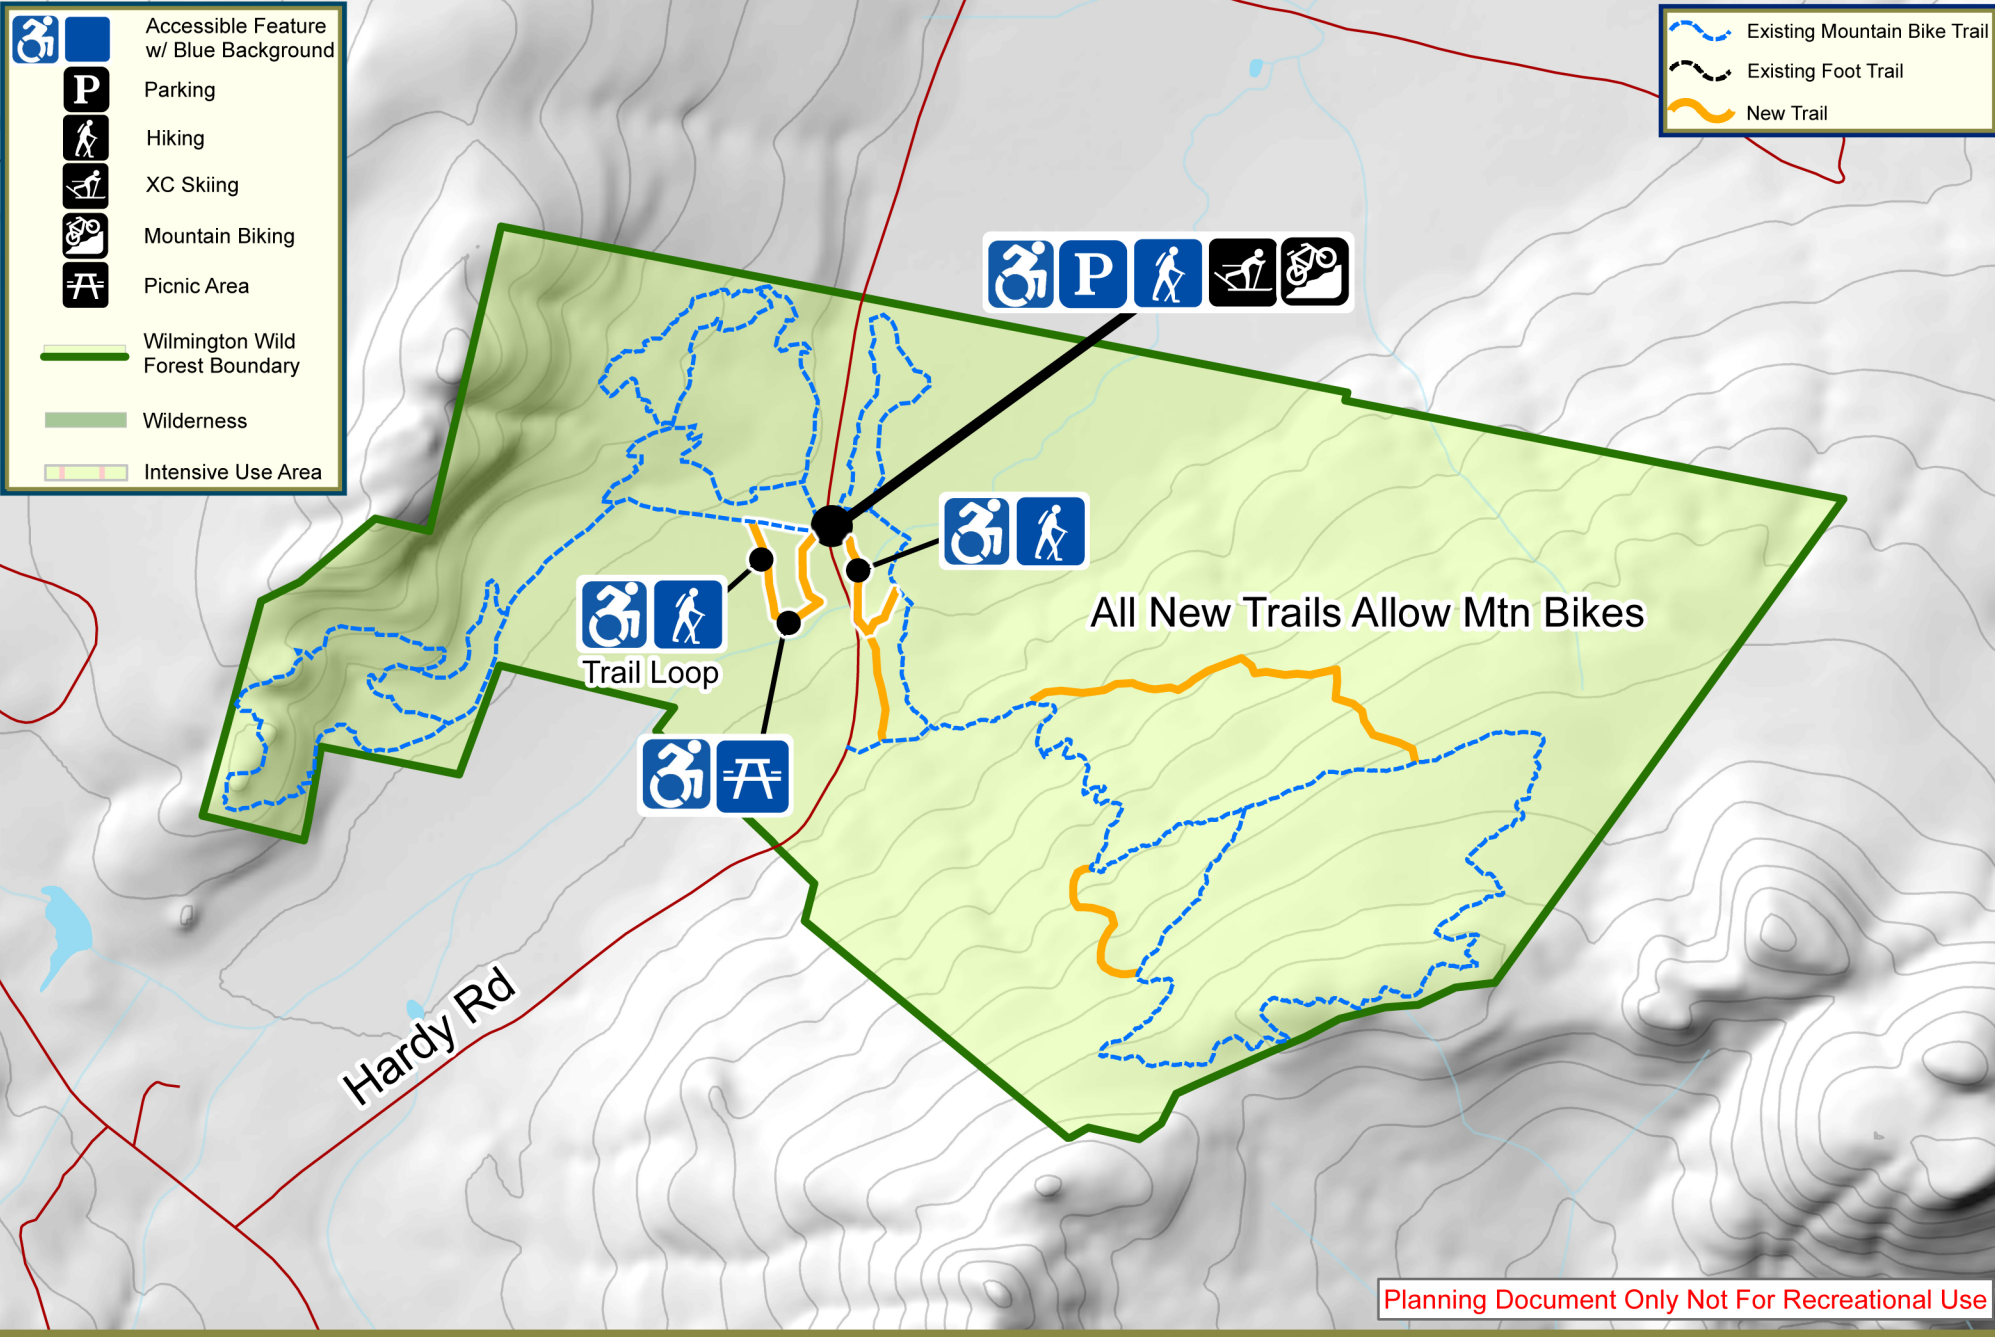 Accessible Feature
w/ Blue Background
P
Parking
Hiking
XC Skiing
Mountain Biking
Picnic Area
Wilmington Wild
Forest Boundary
Wilderness
Intensive Use Area
Existing Mountain Bike Trail
Existing Foot Trail
New Trail
P
All New Trails Allow Mtn Bikes
Trail Loop
Hardy Rd
Planning Document Only Not For Recreational Use